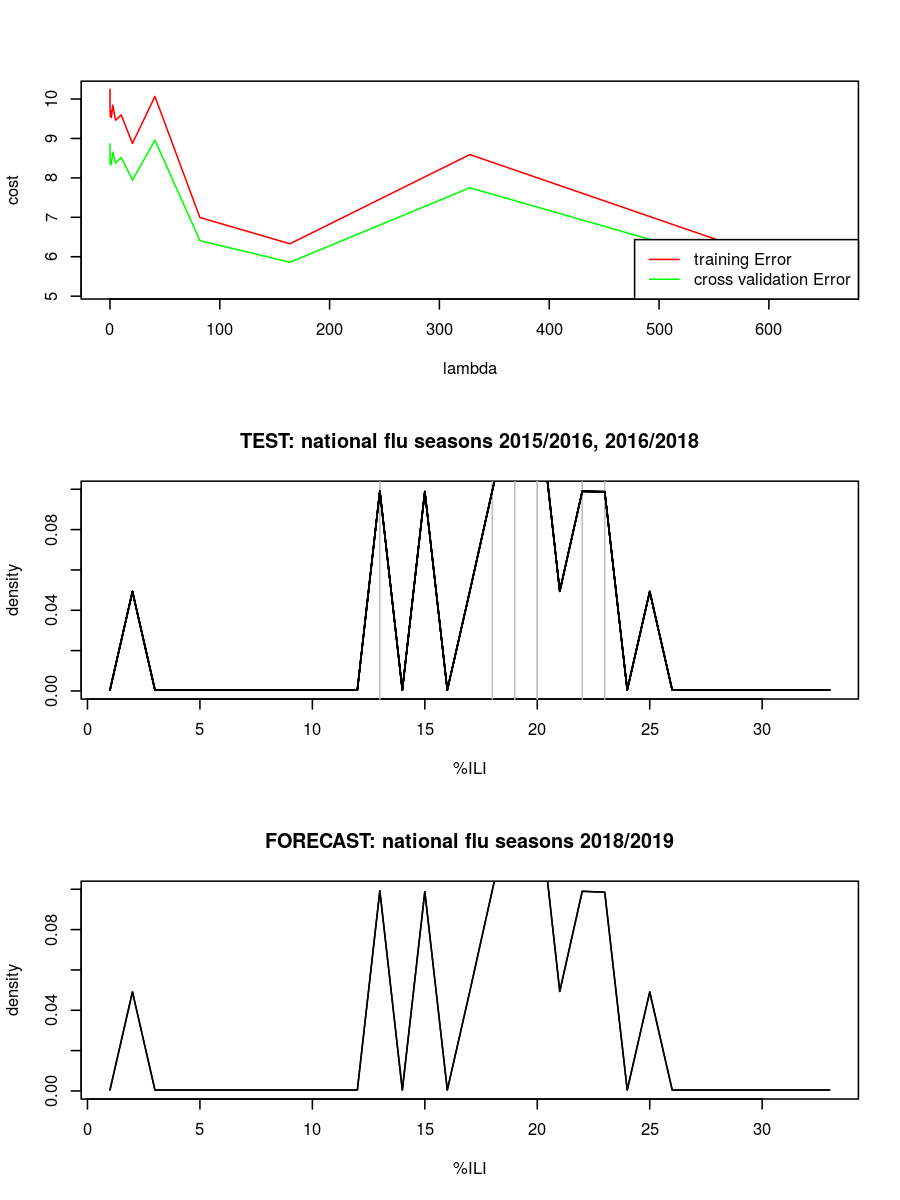 10
9
8
7
6
5
cost
0 100 200 300 400 500 600
lambda
training Error
cross validation Error
TEST: national flu seasons 2015/2016, 2016/2018
0.08
0.04
0.00
density
0 5 10 15 20 25 30
%ILI
FORECAST: national flu seasons 2018/2019
0.08
0.04
0.00
density
0 5 10 15 20 25 30
%ILI